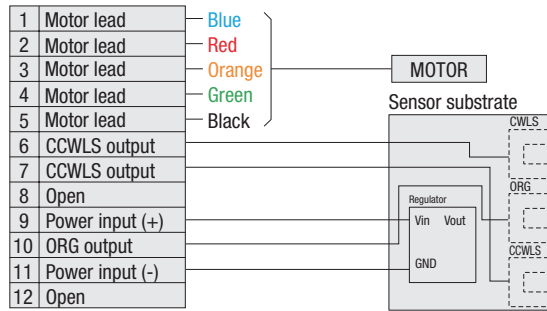 1 Motor lead Blue
2 Motor lead Red
3 Motor lead Orange
4 Motor lead Green
5 Motor lead Black
6 CCWLS output
7 CCWLS output
8 Open
9 Power input (+)
10 ORG output
11 Power input (-)
12 Open
MOTOR
Sensor substrate
CWLS
ORG
CCWLS
Regulator
Vin Vout
GND